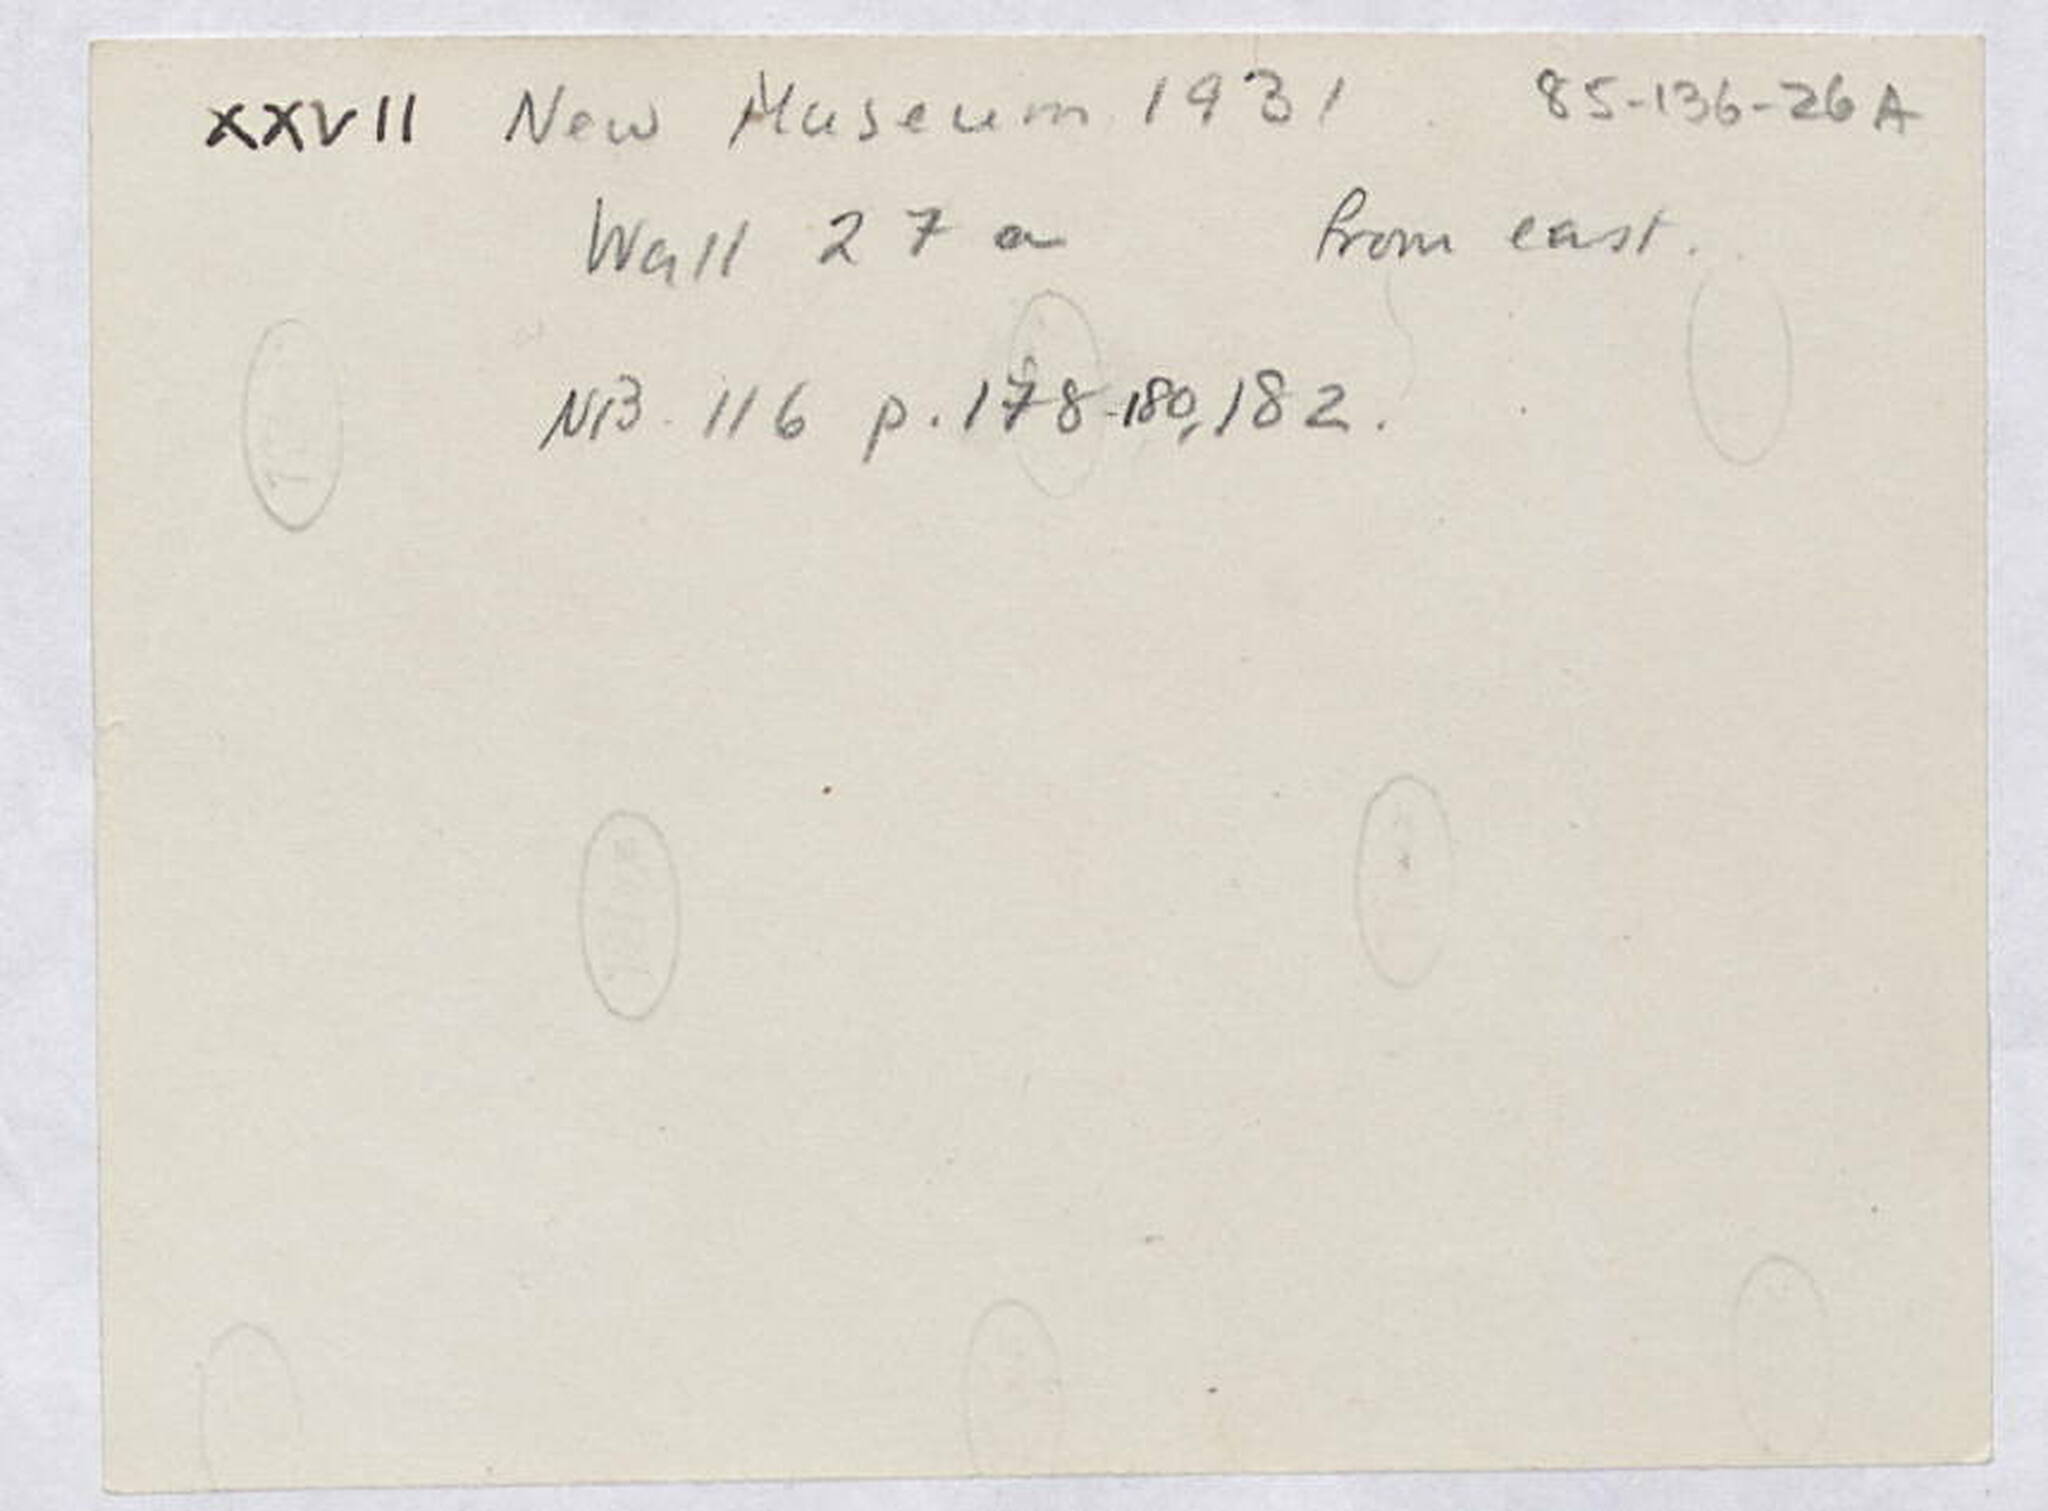 XXVII New Museum 1931 85-136-26A
Wall 27a from east.
NB. 116 p. 178-180, 182.